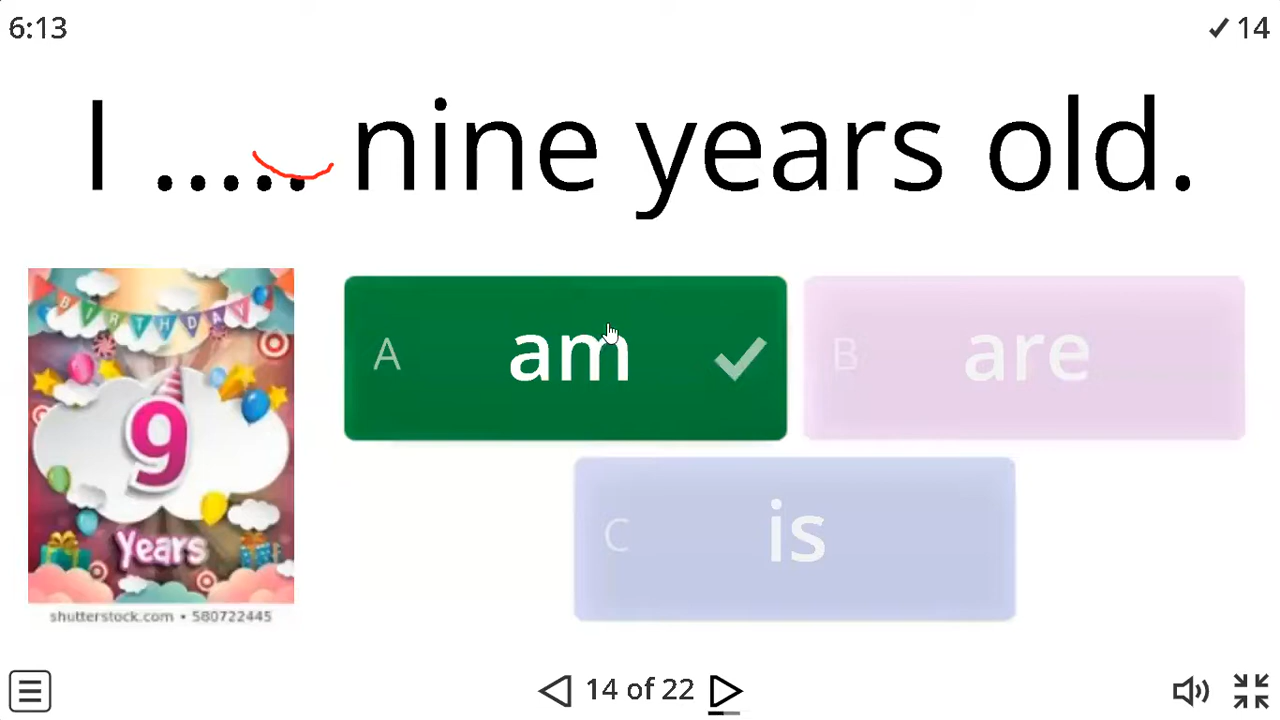 6:13
✓ 14
I ..... nine years old.
BIRTHDAY
9
Years
shutterstock.com • 580722445
A am ✓
B are
C is
14 of 22